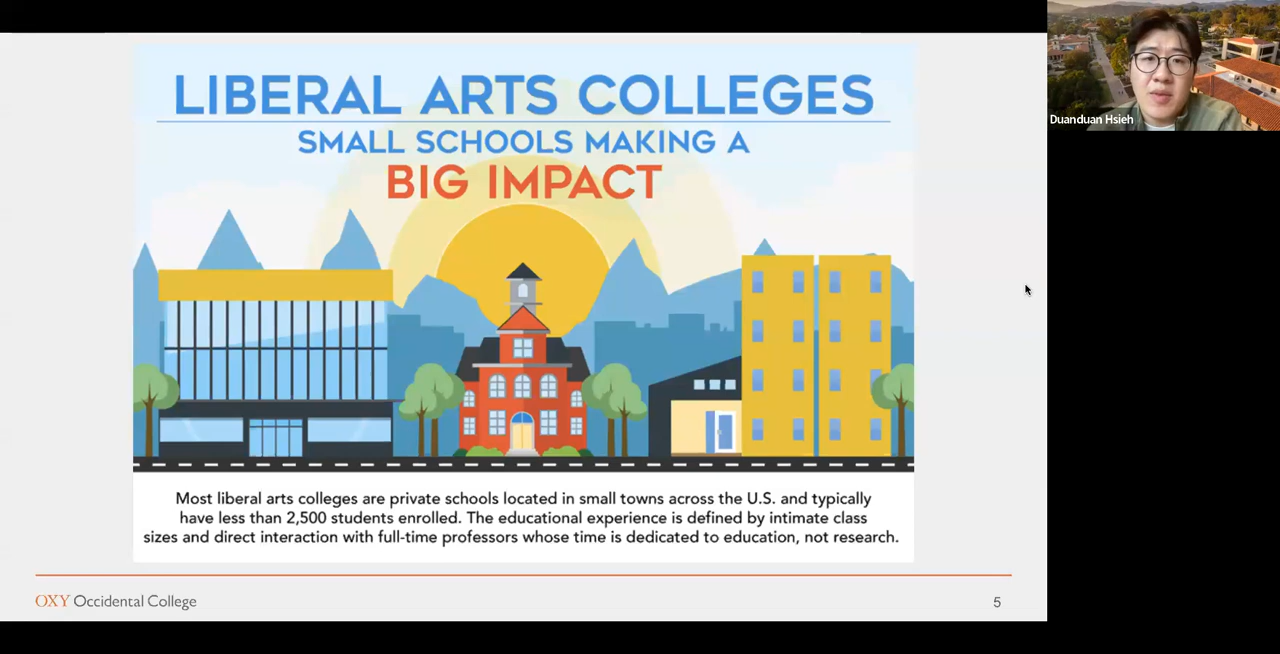 LIBERAL ARTS COLLEGES
SMALL SCHOOLS MAKING A
BIG IMPACT
Most liberal arts colleges are private schools located in small towns across the U.S. and typically
have less than 2,500 students enrolled. The educational experience is defined by intimate class
sizes and direct interaction with full-time professors whose time is dedicated to education, not research.
OXY Occidental College
5
Duanduan Hsieh